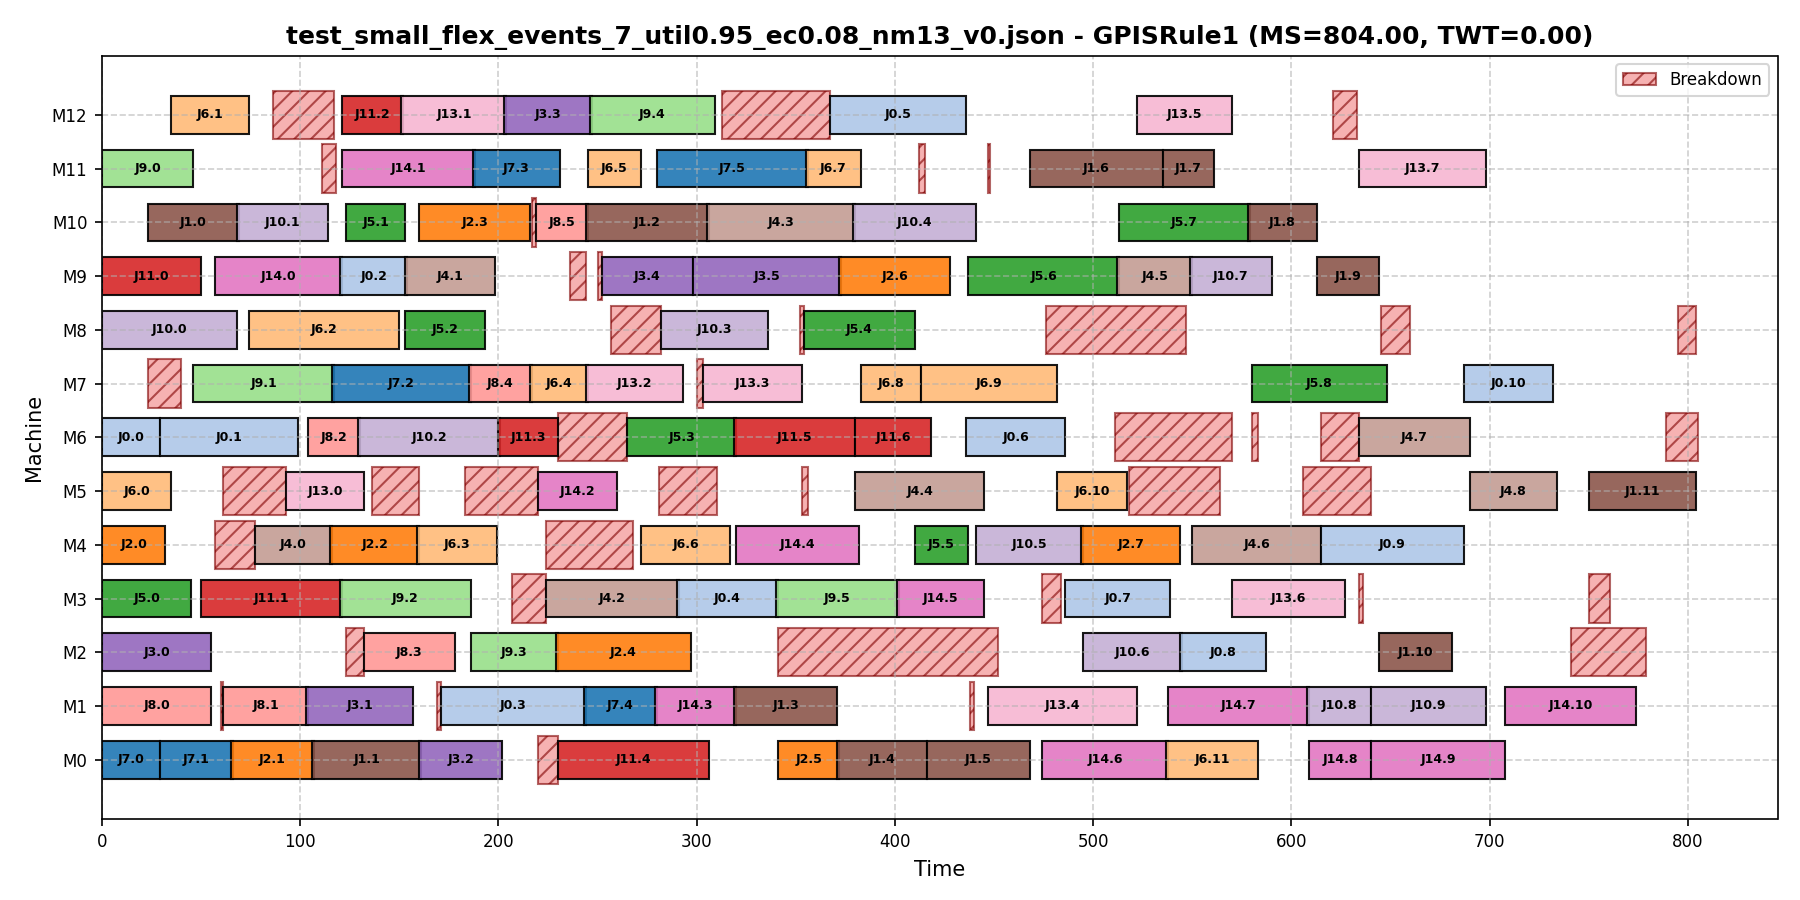 test_small_flex_events_7_util0.95_ec0.08_nm13_v0.json - GPISRule1 (MS=804.00, TWT=0.00)
Breakdown
M12 J6.1 J11.2 J13.1 J3.3 J9.4 J0.5 J13.5
M11 J9.0 J14.1 J7.3 J6.5 J7.5 J6.7 J1.6 J1.7 J13.7
M10 J1.0 J10.1 J5.1 J2.3 J8.5 J1.2 J4.3 J10.4 J5.7 J1.8
M9 J11.0 J14.0 J0.2 J4.1 J3.4 J3.5 J2.6 J5.6 J4.5 J10.7 J1.9
M8 J10.0 J6.2 J5.2 J10.3 J5.4
M7 J9.1 J7.2 J8.4 J6.4 J13.2 J13.3 J6.8 J6.9 J5.8 J0.10
M6 J0.0 J0.1 J8.2 J10.2 J11.3 J5.3 J11.5 J11.6 J0.6 J4.7
M5 J6.0 J13.0 J14.2 J4.4 J6.10 J4.8 J1.11
M4 J2.0 J4.0 J2.2 J6.3 J6.6 J14.4 J5.5 J10.5 J2.7 J4.6 J0.9
M3 J5.0 J11.1 J9.2 J4.2 J0.4 J9.5 J14.5 J0.7 J13.6
M2 J3.0 J8.3 J9.3 J2.4 J10.6 J0.8 J1.10
M1 J8.0 J8.1 J3.1 J0.3 J7.4 J14.3 J1.3 J13.4 J14.7 J10.8 J10.9 J14.10
M0 J7.0 J7.1 J2.1 J1.1 J3.2 J11.4 J2.5 J1.4 J1.5 J14.6 J6.11 J14.8 J14.9
0 100 200 300 400 500 600 700 800
Time
Machine